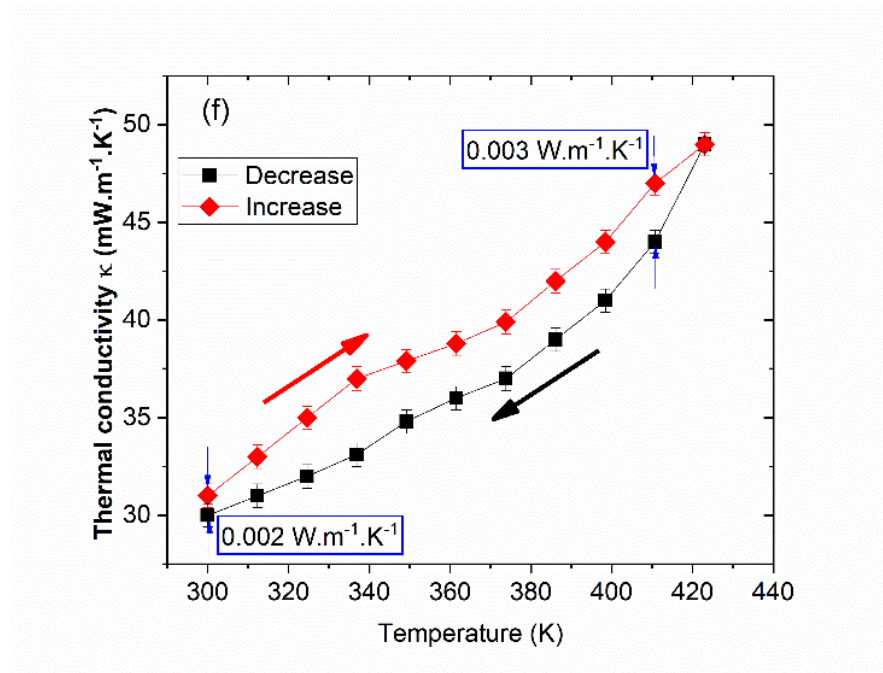 (f)
Thermal conductivity κ (mW.m⁻¹.K⁻¹)
50
45
40
35
30
Decrease
Increase
0.003 W.m⁻¹.K⁻¹
0.002 W.m⁻¹.K⁻¹
300 320 340 360 380 400 420 440
Temperature (K)